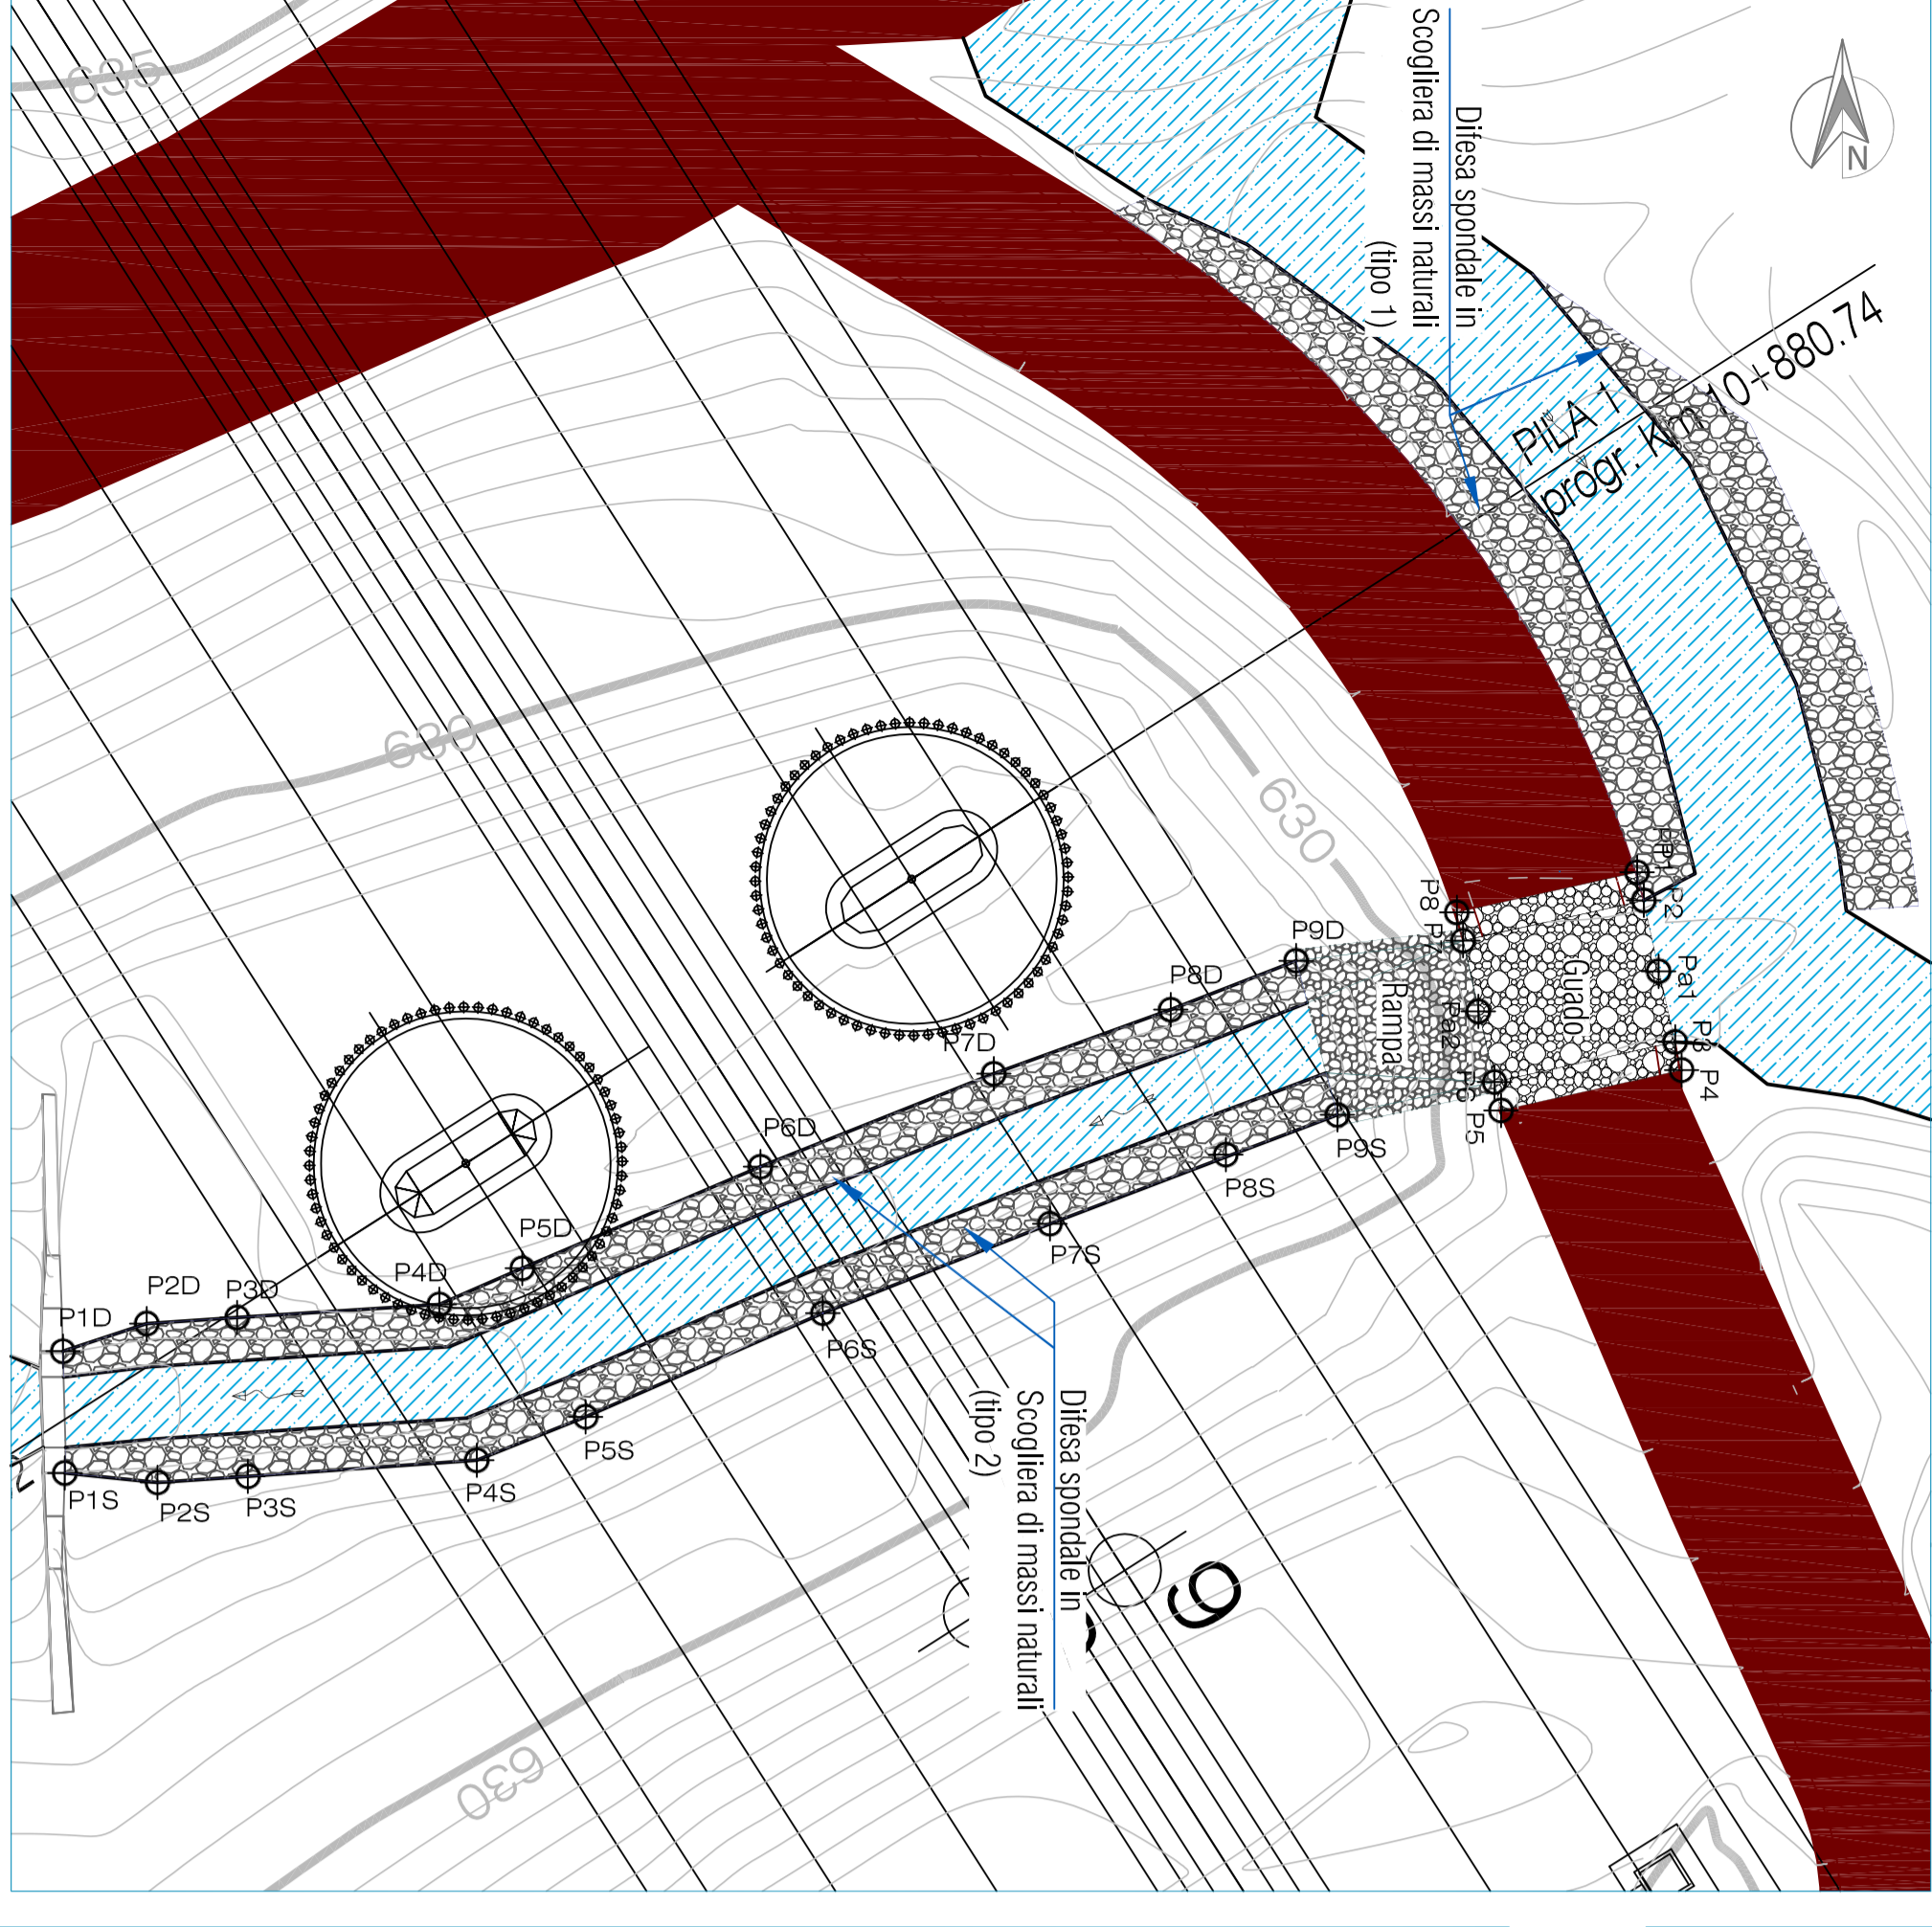 635
N
Difesa spondale in
Scogliera di massi naturali
(tipo 1)
PILA 1
progr. Km 10+880.74
630
630
P8
P2
Pa1
P3
P4
P5
Pa2
Guado
Rampa
P9D
P8D
P7D
P6D
P5D
P4D
P3D
P2D
P1D
P9S
P8S
P7S
P6S
P5S
P4S
P3S
P2S
P1S
Difesa spondale in
Scogliera di massi naturali
(tipo 2)
9
630